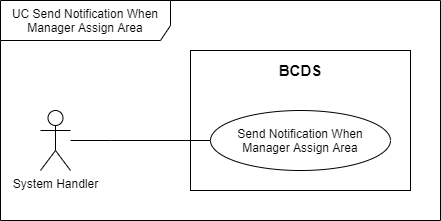 UC Send Notification When
Manager Assign Area
BCDS
Send Notification When
Manager Assign Area
System Handler